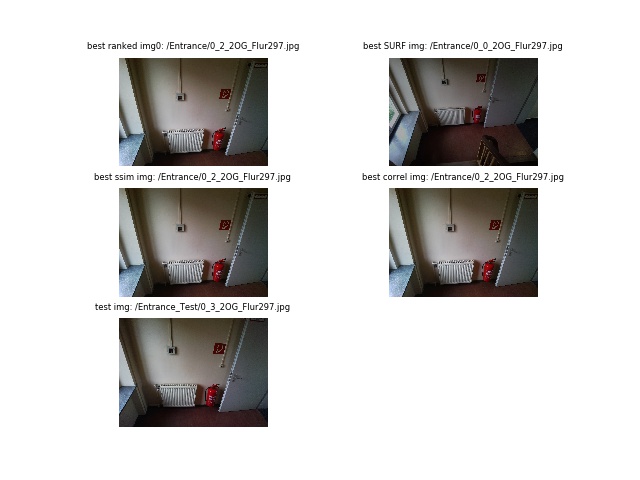 best ranked img0: /Entrance/0_2_2OG_Flur297.jpg
best SURF img: /Entrance/0_0_2OG_Flur297.jpg
best ssim img: /Entrance/0_2_2OG_Flur297.jpg
best correl img: /Entrance/0_2_2OG_Flur297.jpg
test img: /Entrance_Test/0_3_2OG_Flur297.jpg